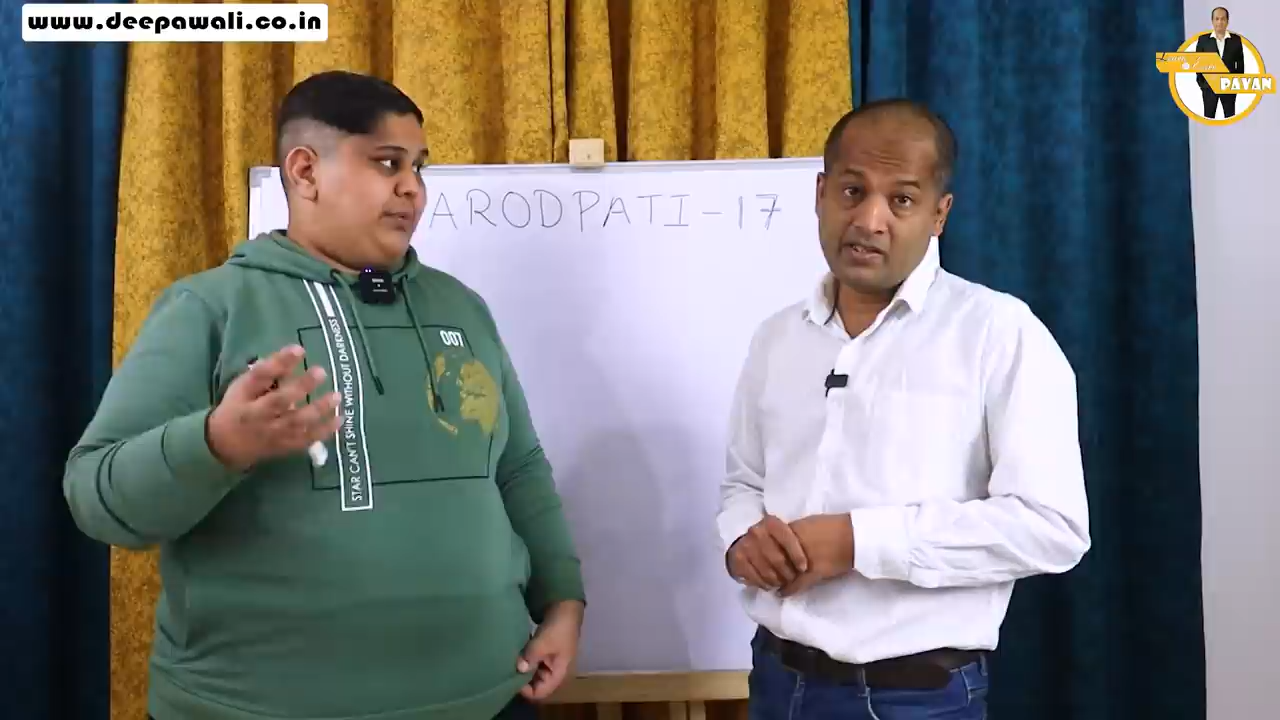 www.deepawali.co.in
PAVAN
ARODPATI-17
007
STAR CAN'T SHINE WITHOUT DARKNESS